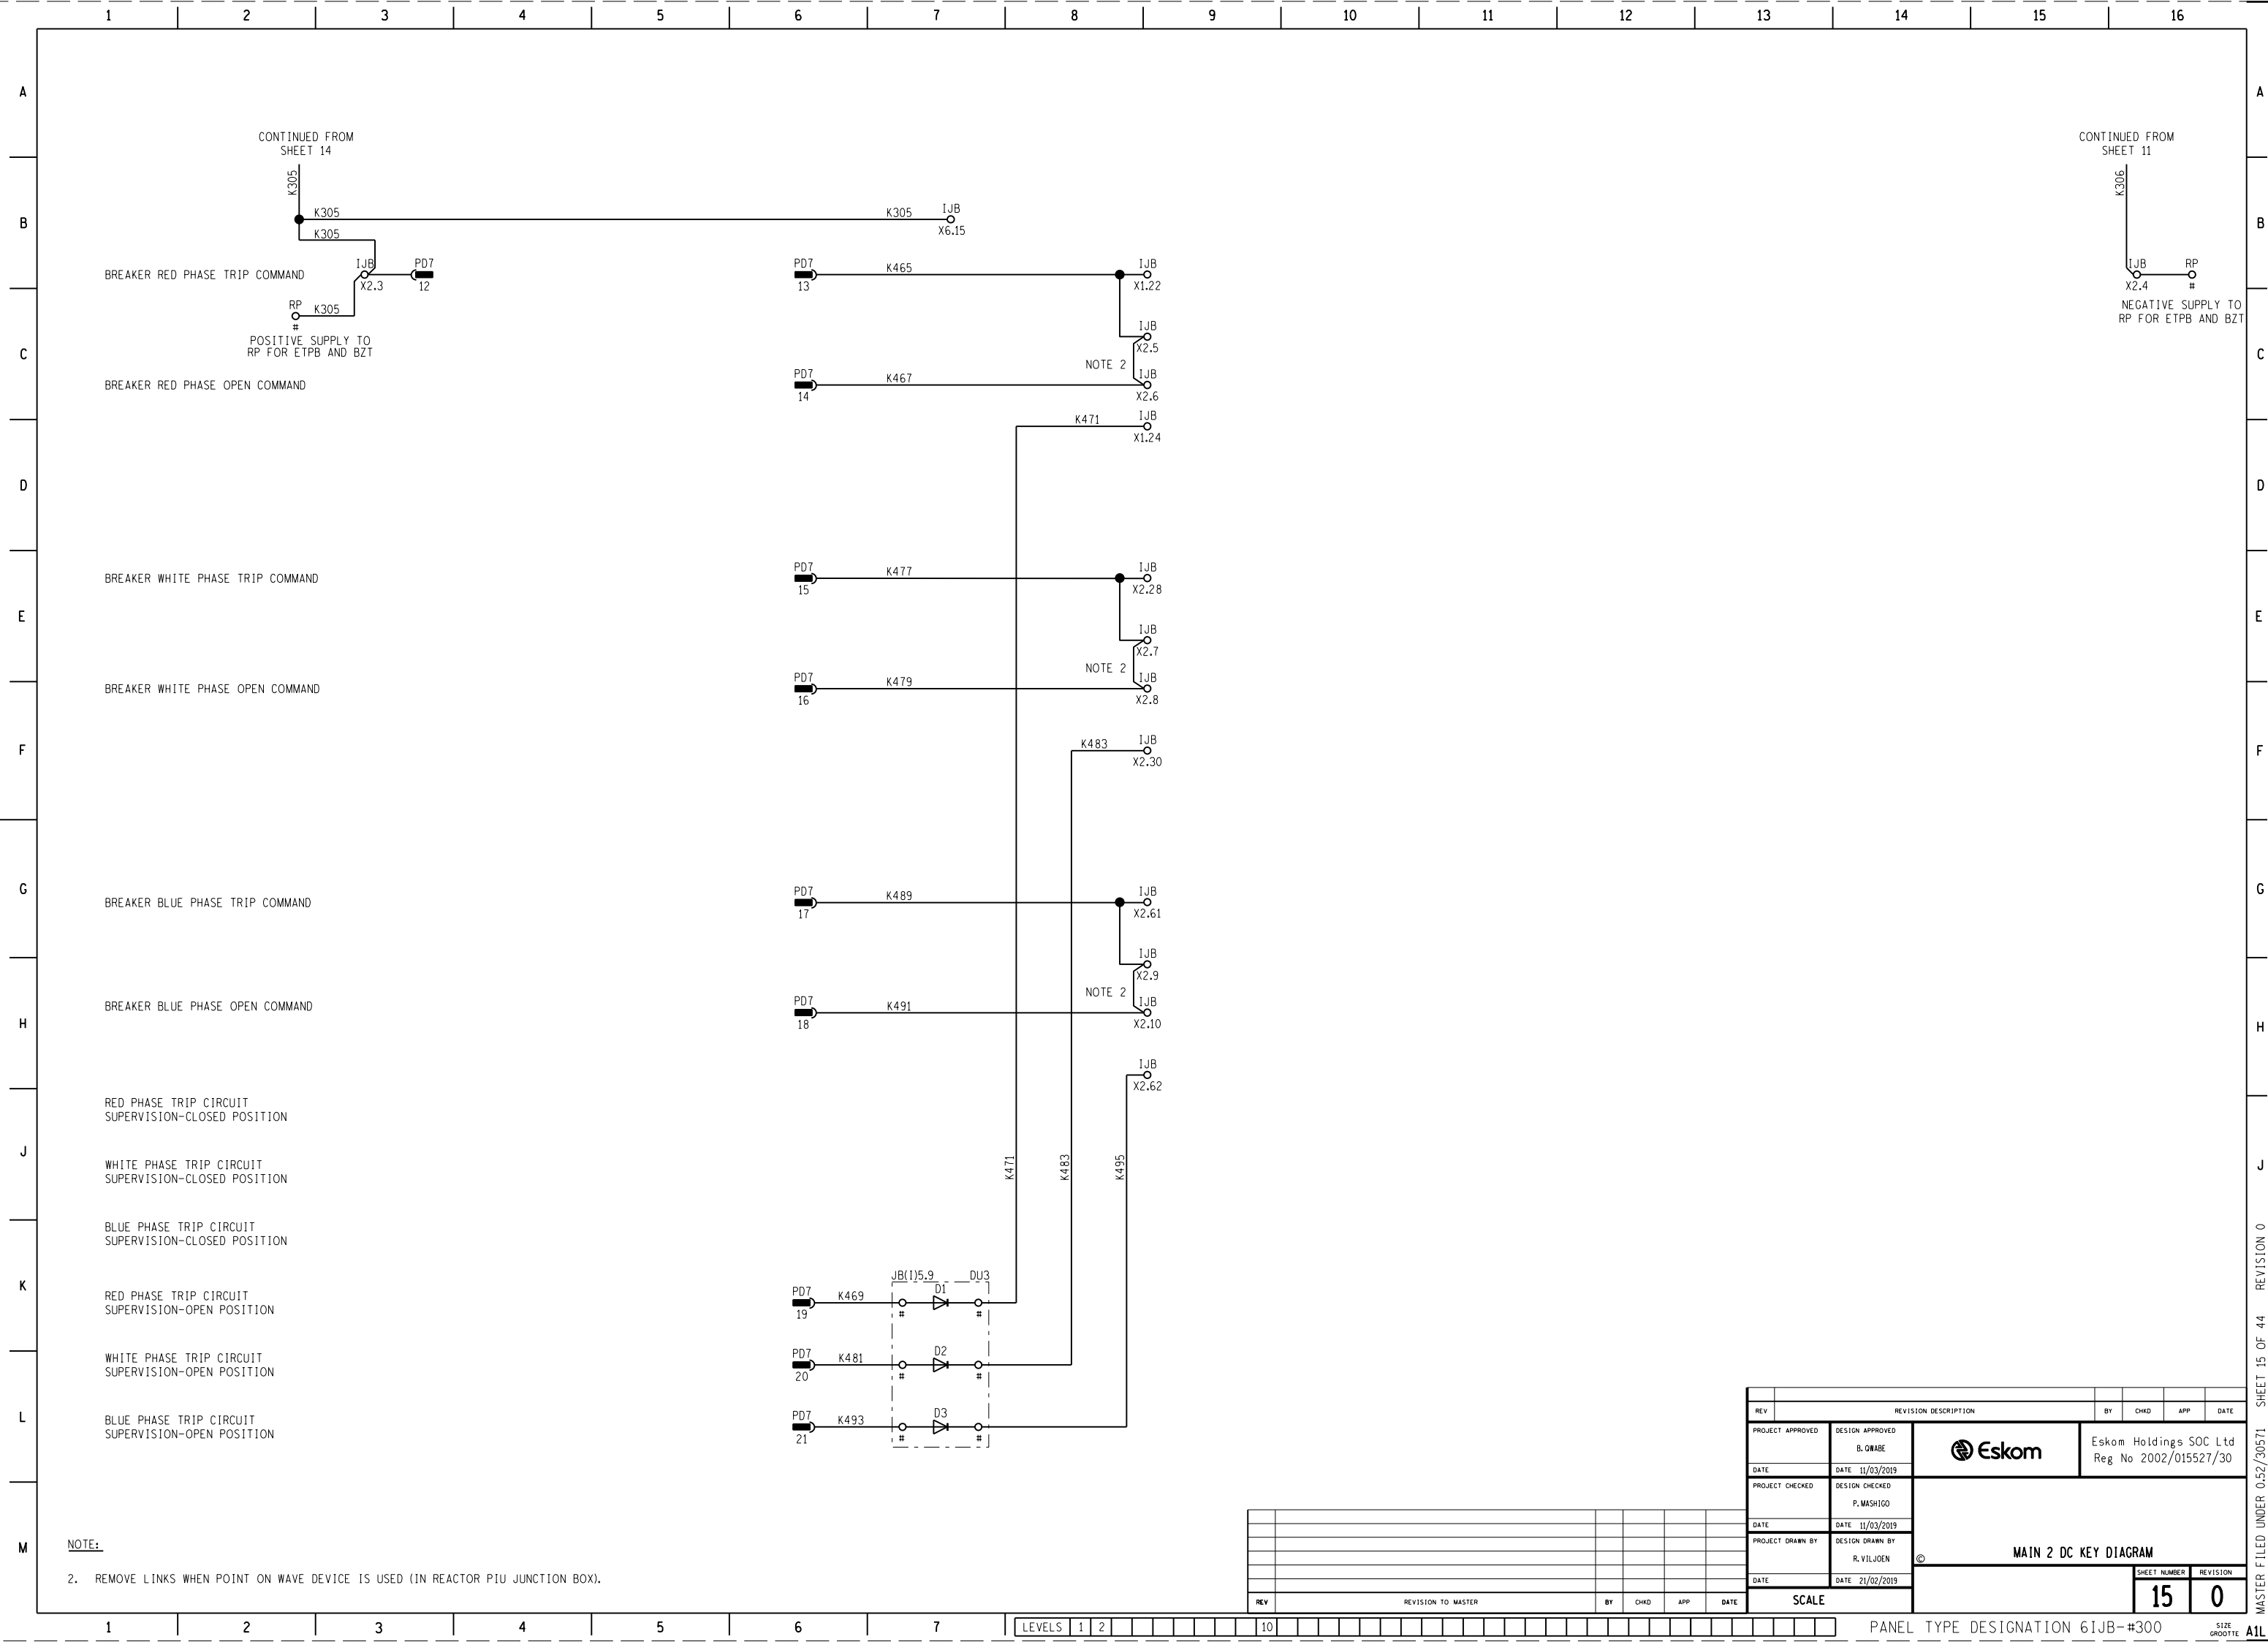 1 2 3 4 5 6 7 8 9 10 11 12 13 14 15 16
A A
CONTINUED FROM
SHEET 14
CONTINUED FROM
SHEET 11
K305
K306
B B
K305 K305 IJB
X6.15
K305
BREAKER RED PHASE TRIP COMMAND
IJB PD7
X2.3 12
PD7 K465 IJB
13 X1.22
IJB RP
X2.4 #
NEGATIVE SUPPLY TO
RP FOR ETPB AND BZT
RP K305
#
POSITIVE SUPPLY TO
RP FOR ETPB AND BZT
IJB
X2.5
C C
NOTE 2
BREAKER RED PHASE OPEN COMMAND
PD7 K467 IJB
14 X2.6
K471 IJB
X1.24
D D
BREAKER WHITE PHASE TRIP COMMAND
PD7 K477 IJB
15 X2.28
E E
IJB
X2.7
NOTE 2
BREAKER WHITE PHASE OPEN COMMAND
PD7 K479 IJB
16 X2.8
F F
K483 IJB
X2.30
G G
BREAKER BLUE PHASE TRIP COMMAND
PD7 K489 IJB
17 X2.61
IJB
X2.9
NOTE 2
BREAKER BLUE PHASE OPEN COMMAND
PD7 K491 IJB
18 X2.10
H H
IJB
X2.62
RED PHASE TRIP CIRCUIT
SUPERVISION-CLOSED POSITION
J J
WHITE PHASE TRIP CIRCUIT
SUPERVISION-CLOSED POSITION
K471 K483 K495
BLUE PHASE TRIP CIRCUIT
SUPERVISION-CLOSED POSITION
K K
JB(I)5.9 DU3
RED PHASE TRIP CIRCUIT
SUPERVISION-OPEN POSITION
PD7 K469 D1
19 # #
WHITE PHASE TRIP CIRCUIT
SUPERVISION-OPEN POSITION
PD7 K481 D2
20 # #
L
BLUE PHASE TRIP CIRCUIT
SUPERVISION-OPEN POSITION
PD7 K493 D3
21 # #
M
NOTE:
2. REMOVE LINKS WHEN POINT ON WAVE DEVICE IS USED (IN REACTOR PIU JUNCTION BOX).
REV REVISION TO MASTER BY CHKD APP DATE
REV REVISION DESCRIPTION BY CHKD APP DATE
PROJECT APPROVED DESIGN APPROVED
B. QWABE
DATE DATE 11/03/2019
Eskom
Eskom Holdings SOC Ltd
Reg No 2002/015527/30
PROJECT CHECKED DESIGN CHECKED
P. MASHIGO
DATE DATE 11/03/2019
PROJECT DRAWN BY DESIGN DRAWN BY
R. VILJOEN
DATE DATE 21/02/2019
SCALE
© MAIN 2 DC KEY DIAGRAM
SHEET NUMBER REVISION
15 0
MASTER FILED UNDER 0.52/30571 SHEET 15 OF 44 REVISION 0
1 2 3 4 5 6 7
LEVELS 1 2 10
PANEL TYPE DESIGNATION 6IJB-#300
SIZE
GROOTTE A1L